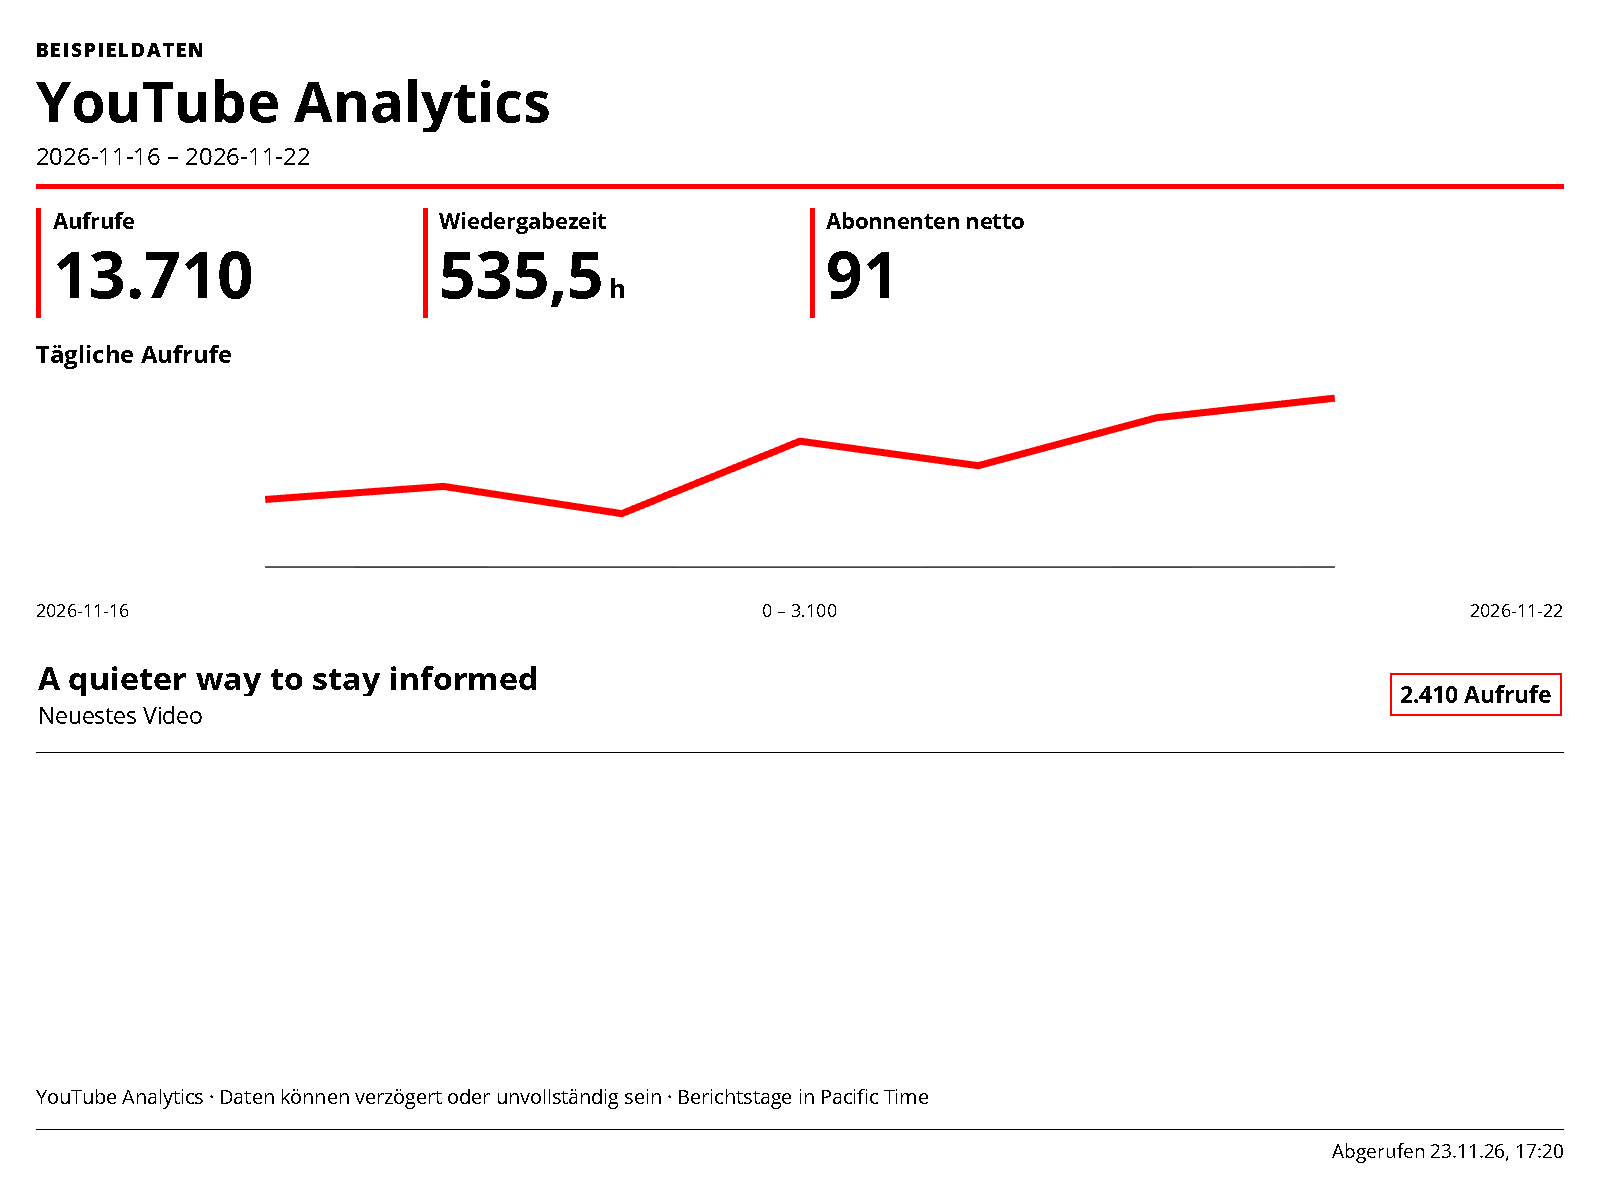 BEISPIELDATEN
YouTube Analytics
2026-11-16 – 2026-11-22
Aufrufe
13.710
Wiedergabezeit
535,5 h
Abonnenten netto
91
Tägliche Aufrufe
2026-11-16
0 – 3.100
2026-11-22
A quieter way to stay informed
Neuestes Video
2.410 Aufrufe
YouTube Analytics · Daten können verzögert oder unvollständig sein · Berichtstage in Pacific Time
Abgerufen 23.11.26, 17:20